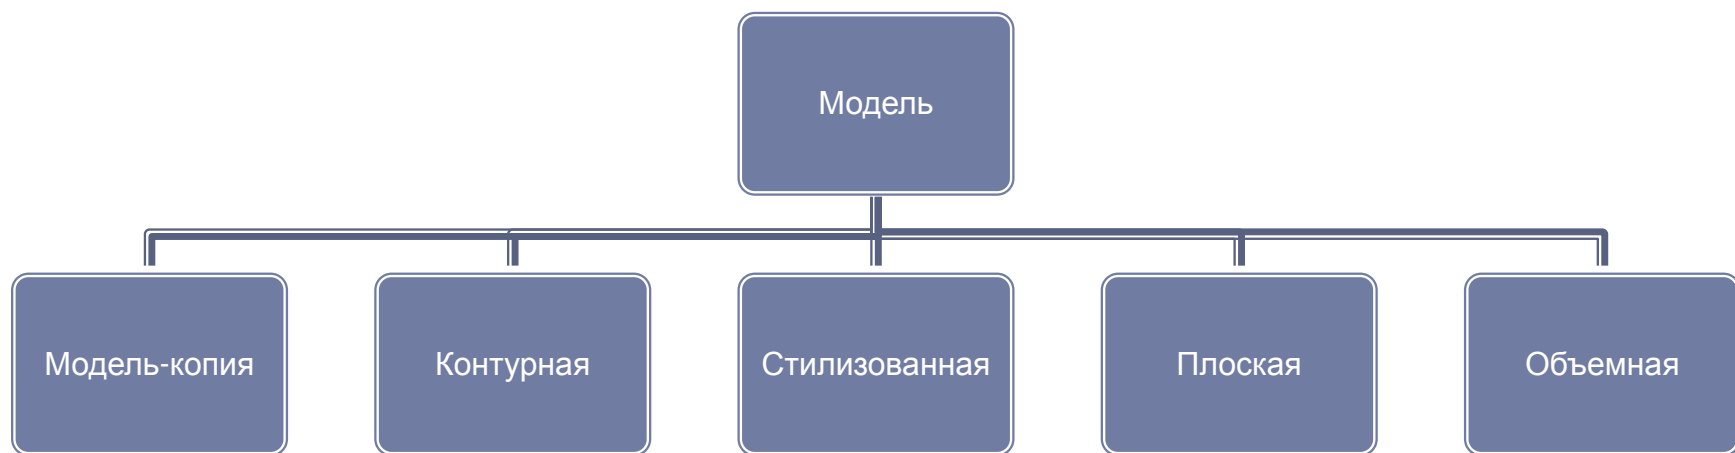 Модель
Модель-копия
Контурная
Стилизованная
Плоская
Объемная